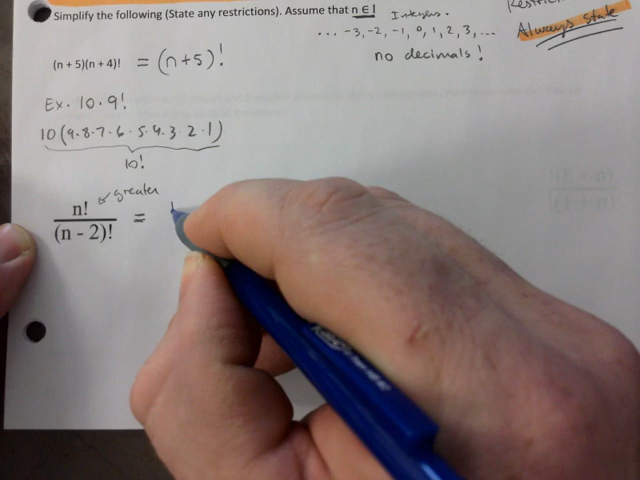 Simplify the following (State any restrictions). Assume that n ∈ I
Integers.
... -3, -2, -1, 0, 1, 2, 3, ...
no decimals!
Always State
(n + 5)(n + 4)! = (n+5)!
Ex. 10·9!
10(9·8·7·6·5·4·3·2·1)
10!
greater
n!
(n - 2)! =